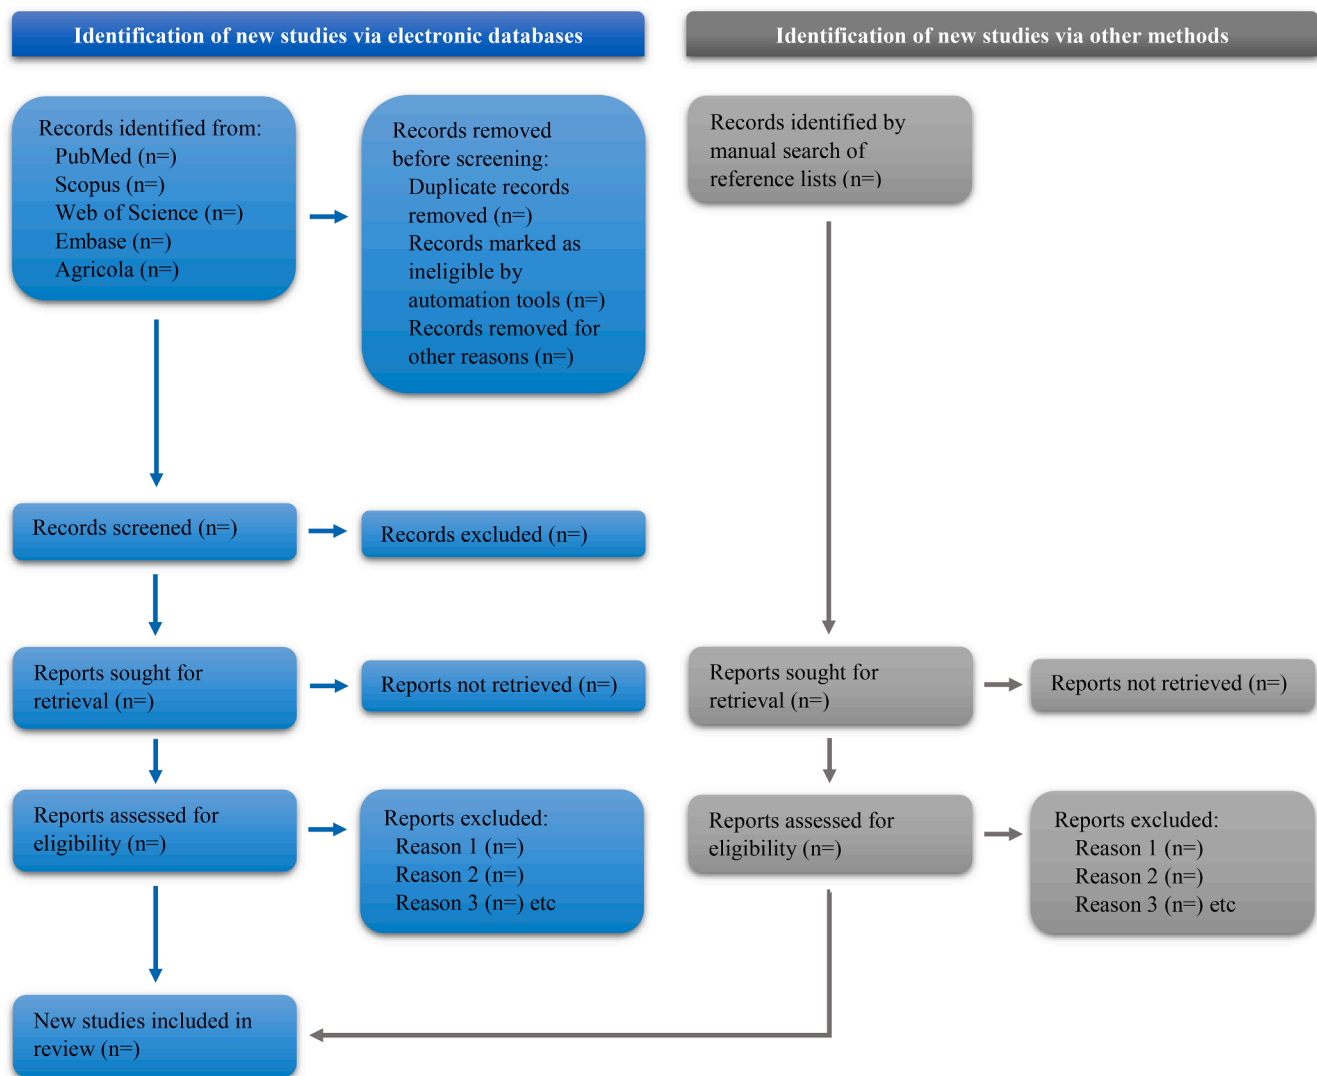 Identification of new studies via electronic databases
Identification of new studies via other methods
Records identified from:
PubMed (n=)
Scopus (n=)
Web of Science (n=)
Embase (n=)
Agricola (n=)
Records removed
before screening:
Duplicate records
removed (n=)
Records marked as
ineligible by
automation tools (n=)
Records removed for
other reasons (n=)
Records identified by
manual search of
reference lists (n=)
Records screened (n=)
Records excluded (n=)
Reports sought for
retrieval (n=)
Reports not retrieved (n=)
Reports sought for
retrieval (n=)
Reports not retrieved (n=)
Reports assessed for
eligibility (n=)
Reports excluded:
Reason 1 (n=)
Reason 2 (n=)
Reason 3 (n=) etc
Reports assessed for
eligibility (n=)
Reports excluded:
Reason 1 (n=)
Reason 2 (n=)
Reason 3 (n=) etc
New studies included in
review (n=)